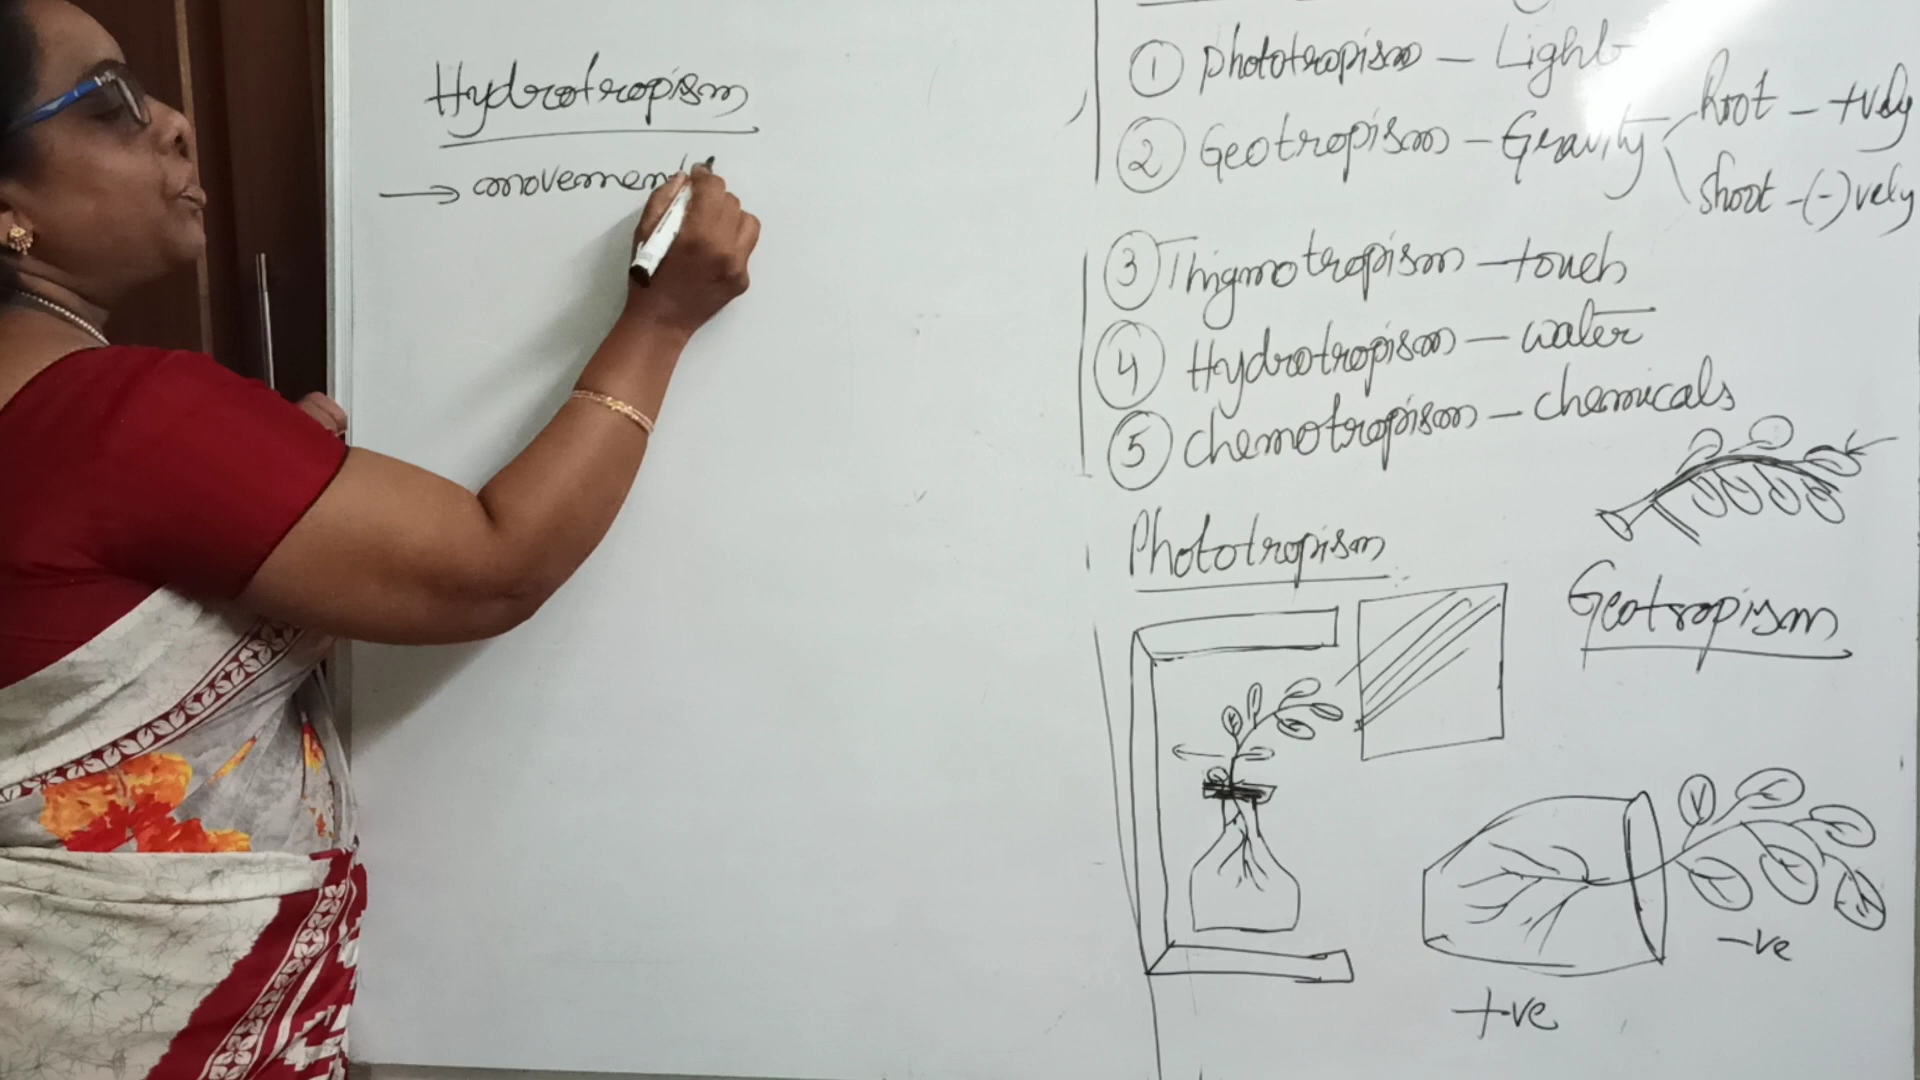 Hydrotropism
→ movement
① phototropism – Light
② Geotropism – Gravity
Root – +vely
shoot – (-)vely
③ Thigmotropism – touch
④ Hydrotropism – water
⑤ chemotropism – chemicals
Phototropism
Geotropism
-ve
+ve